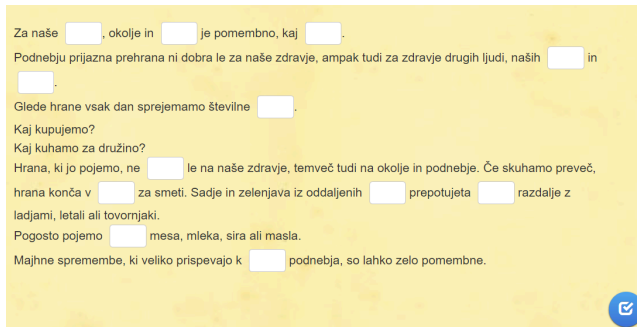 Za naše , okolje in je pomembno, kaj .
Podnebju prijazna prehrana ni dobra le za naše zdravje, ampak tudi za zdravje drugih ljudi, naših in
.
Glede hrane vsak dan sprejemamo številne .
Kaj kupujemo?
Kaj kuhamo za družino?
Hrana, ki jo pojemo, ne le na naše zdravje, temveč tudi na okolje in podnebje. Če skuhamo preveč,
hrana konča v za smeti. Sadje in zelenjava iz oddaljenih prepotujeta razdalje z
ladjami, letali ali tovornjaki.
Pogosto pojemo mesa, mleka, sira ali masla.
Majhne spremembe, ki veliko prispevajo k podnebja, so lahko zelo pomembne.